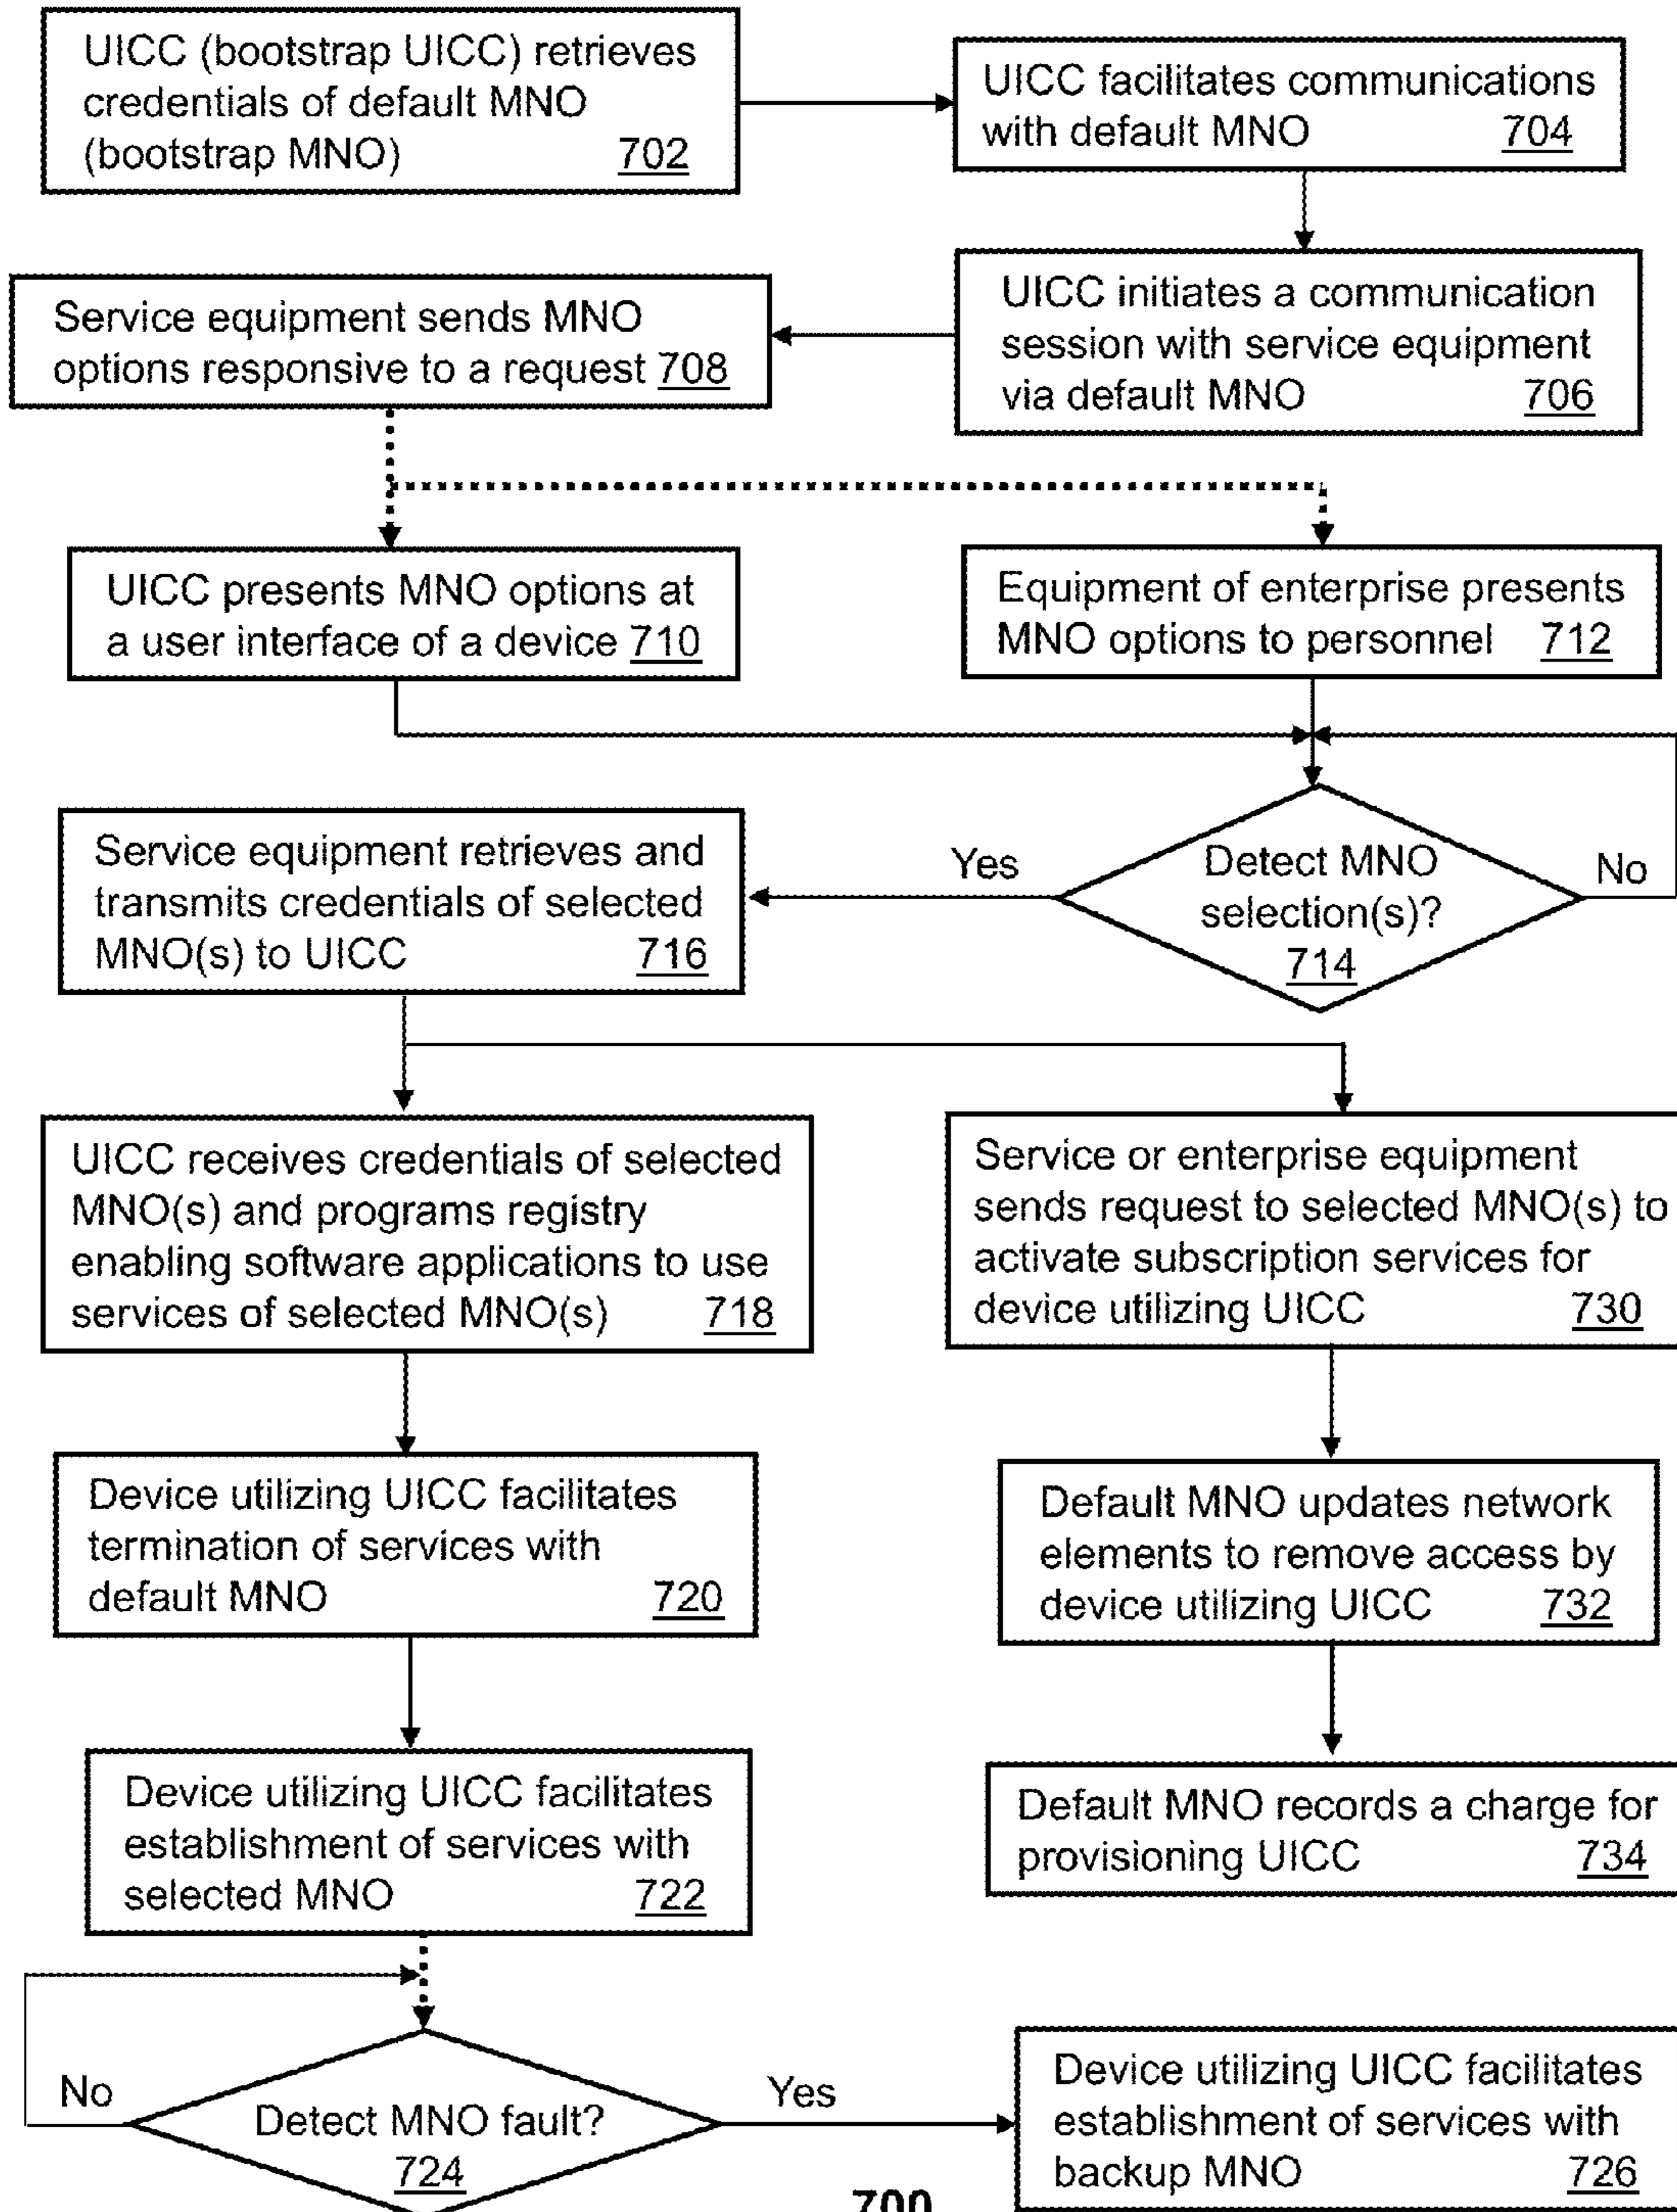 UICC (bootstrap UICC) retrieves
credentials of default MNO
(bootstrap MNO) 702
UICC facilitates communications
with default MNO 704
UICC initiates a communication
session with service equipment
via default MNO 706
Service equipment sends MNO
options responsive to a request 708
UICC presents MNO options at
a user interface of a device 710
Equipment of enterprise presents
MNO options to personnel 712
Detect MNO
selection(s)?
714
No
Yes
Service equipment retrieves and
transmits credentials of selected
MNO(s) to UICC 716
UICC receives credentials of selected
MNO(s) and programs registry
enabling software applications to use
services of selected MNO(s) 718
Service or enterprise equipment
sends request to selected MNO(s) to
activate subscription services for
device utilizing UICC 730
Device utilizing UICC facilitates
termination of services with
default MNO 720
Default MNO updates network
elements to remove access by
device utilizing UICC 732
Device utilizing UICC facilitates
establishment of services with
selected MNO 722
Default MNO records a charge for
provisioning UICC 734
No
Detect MNO fault?
724
Yes
Device utilizing UICC facilitates
establishment of services with
backup MNO 726
700